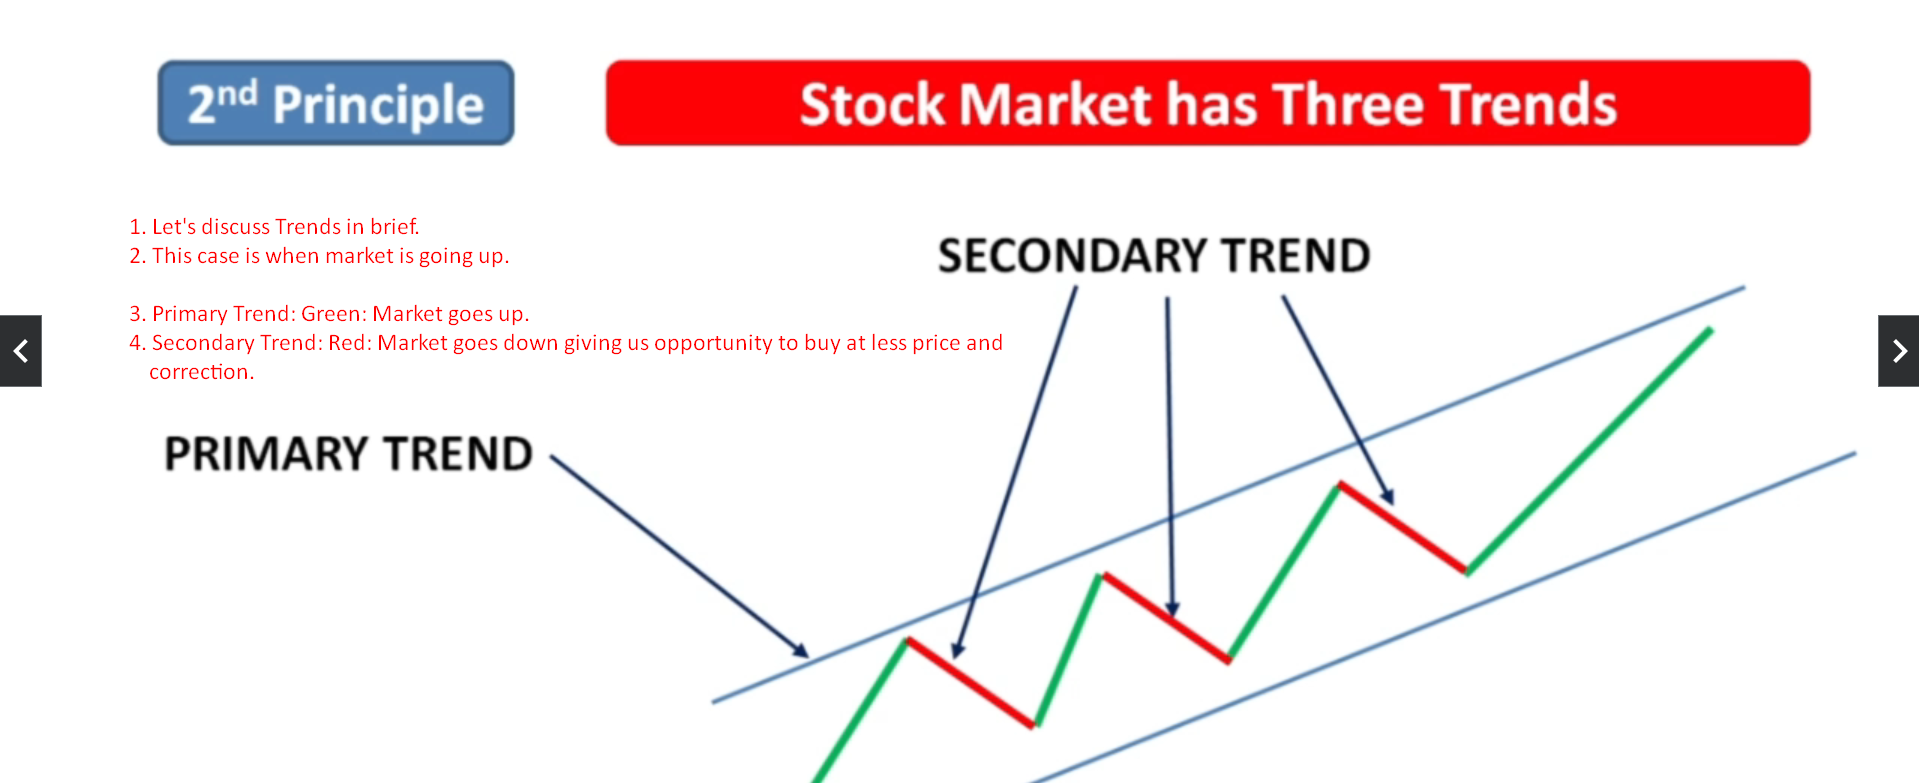 2nd Principle
Stock Market has Three Trends
1. Let's discuss Trends in brief.
2. This case is when market is going up.
3. Primary Trend: Green: Market goes up.
4. Secondary Trend: Red: Market goes down giving us opportunity to buy at less price and
correction.
SECONDARY TREND
PRIMARY TREND